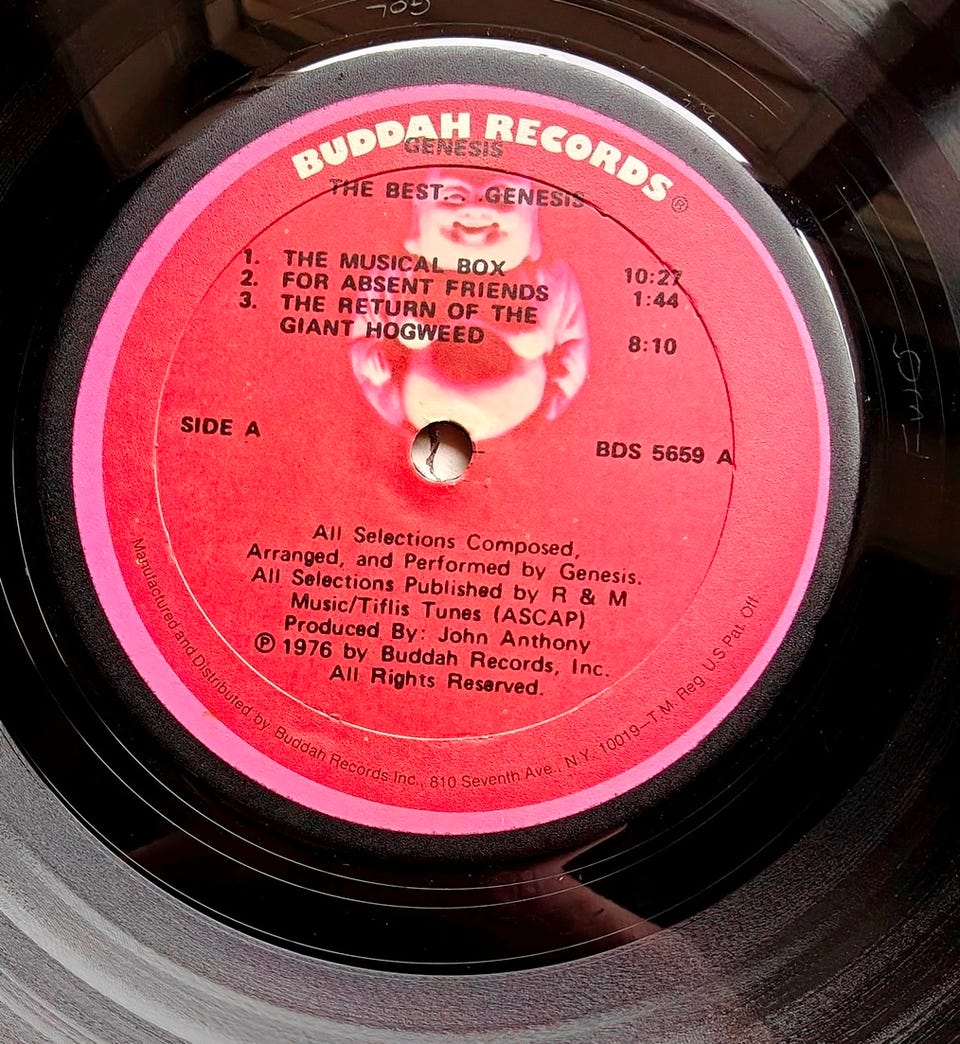 BUDDAH RECORDS®
GENESIS
THE BEST. . .GENESIS
1. THE MUSICAL BOX 10:27
2. FOR ABSENT FRIENDS 1:44
3. THE RETURN OF THE
GIANT HOGWEED 8:10
SIDE A
BDS 5659 A
All Selections Composed,
Arranged, and Performed by Genesis.
All Selections Published by R & M
Music/Tiflis Tunes (ASCAP)
Produced By: John Anthony
℗ 1976 by Buddah Records, Inc.
All Rights Reserved.
Manufactured and Distributed by Buddah Records Inc., 810 Seventh Ave., N.Y. 10019—T.M. Reg U.S. Pat. Off.